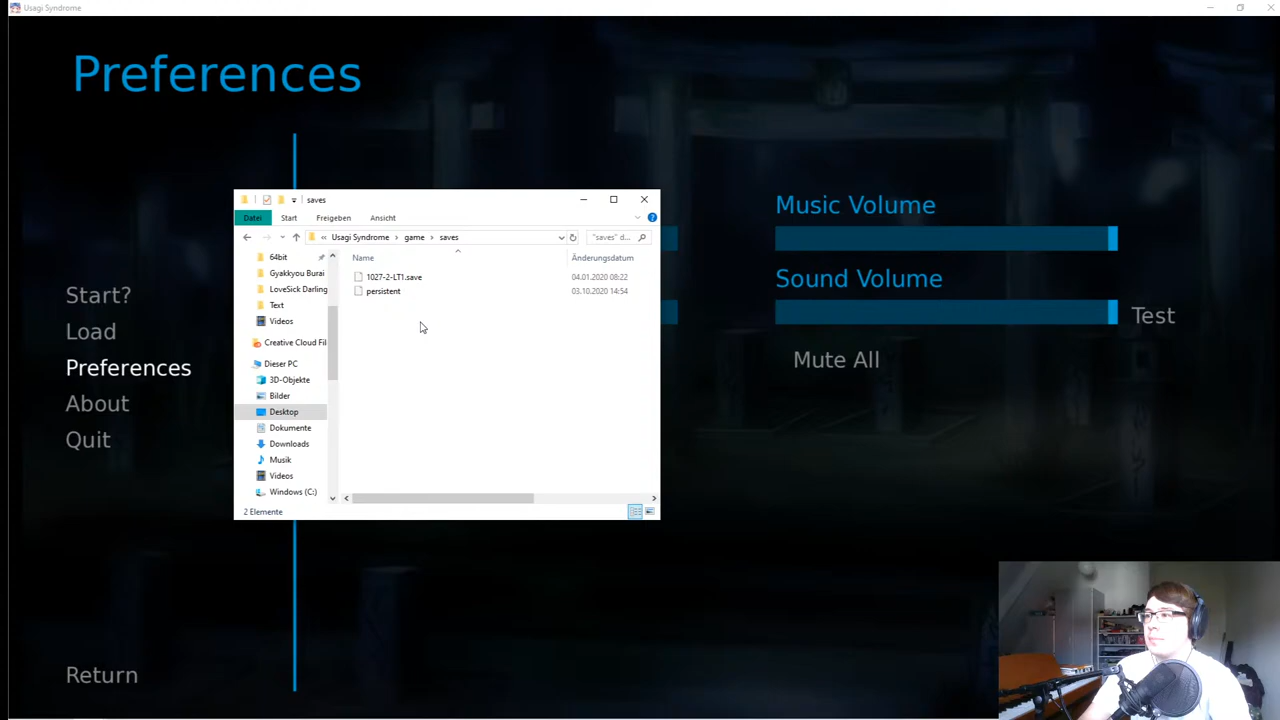 Usagi Syndrome
Preferences
Start?
Load
Preferences
About
Quit
Return
saves
Datei
Start
Freigeben
Ansicht
« Usagi Syndrome > game > saves
"saves" d...
64bit
Gyakkyou Burai
LoveSick Darling
Text
Videos
Creative Cloud Fil
Dieser PC
3D-Objekte
Bilder
Desktop
Dokumente
Downloads
Musik
Videos
Windows (C:)
Name
Änderungsdatum
1027-2-LT1.save
04.01.2020 08:22
persistent
03.10.2020 14:54
2 Elemente
Music Volume
Sound Volume
Test
Mute All